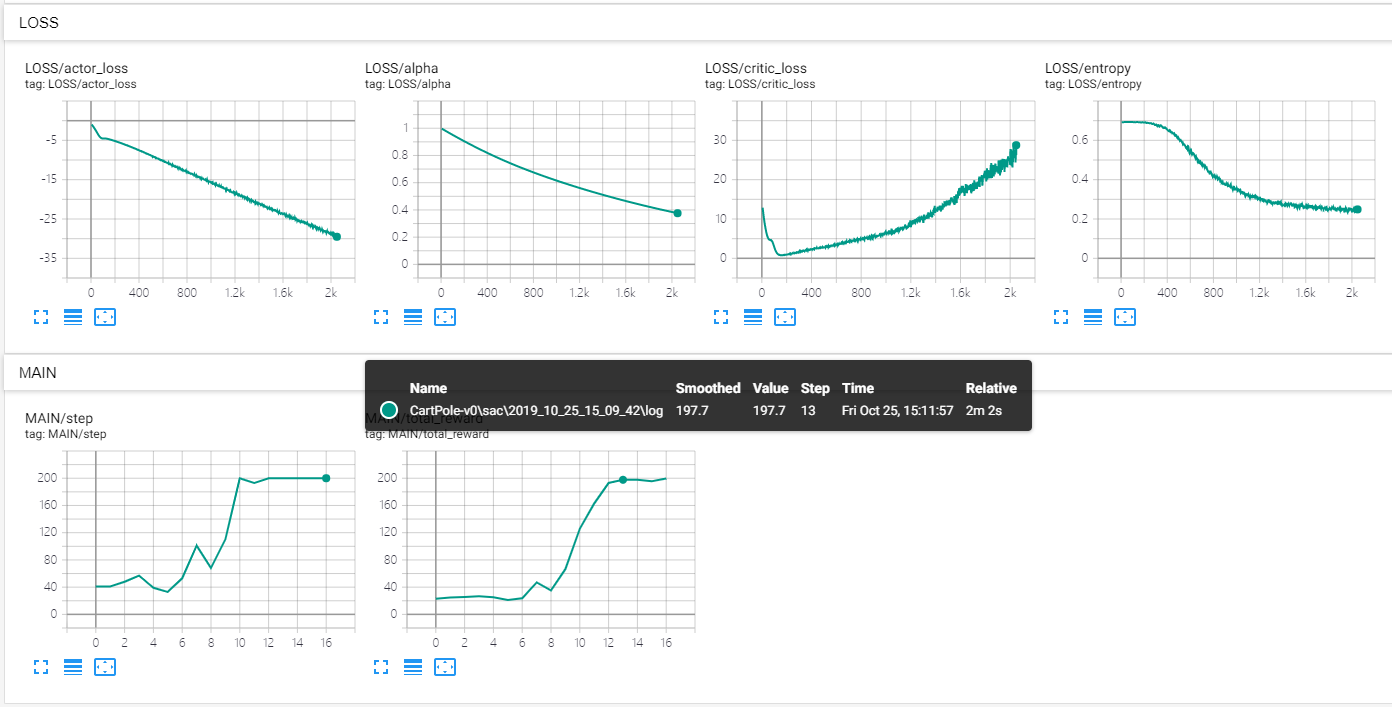 LOSS
LOSS/actor_loss
tag: LOSS/actor_loss
-5
-15
-25
-35
0 400 800 1.2k 1.6k 2k
LOSS/alpha
tag: LOSS/alpha
1
0.8
0.6
0.4
0.2
0
0 400 800 1.2k 1.6k 2k
LOSS/critic_loss
tag: LOSS/critic_loss
30
20
10
0
0 400 800 1.2k 1.6k 2k
LOSS/entropy
tag: LOSS/entropy
0.6
0.4
0.2
0
0 400 800 1.2k 1.6k 2k
MAIN
Name Smoothed Value Step Time Relative
CartPole-v0\sac\2019_10_25_15_09_42\log 197.7 197.7 13 Fri Oct 25, 15:11:57 2m 2s
MAIN/step
tag: MAIN/step
200
160
120
80
40
0
0 2 4 6 8 10 12 14 16
MAIN/total_reward
tag: MAIN/total_reward
200
160
120
80
40
0
0 2 4 6 8 10 12 14 16